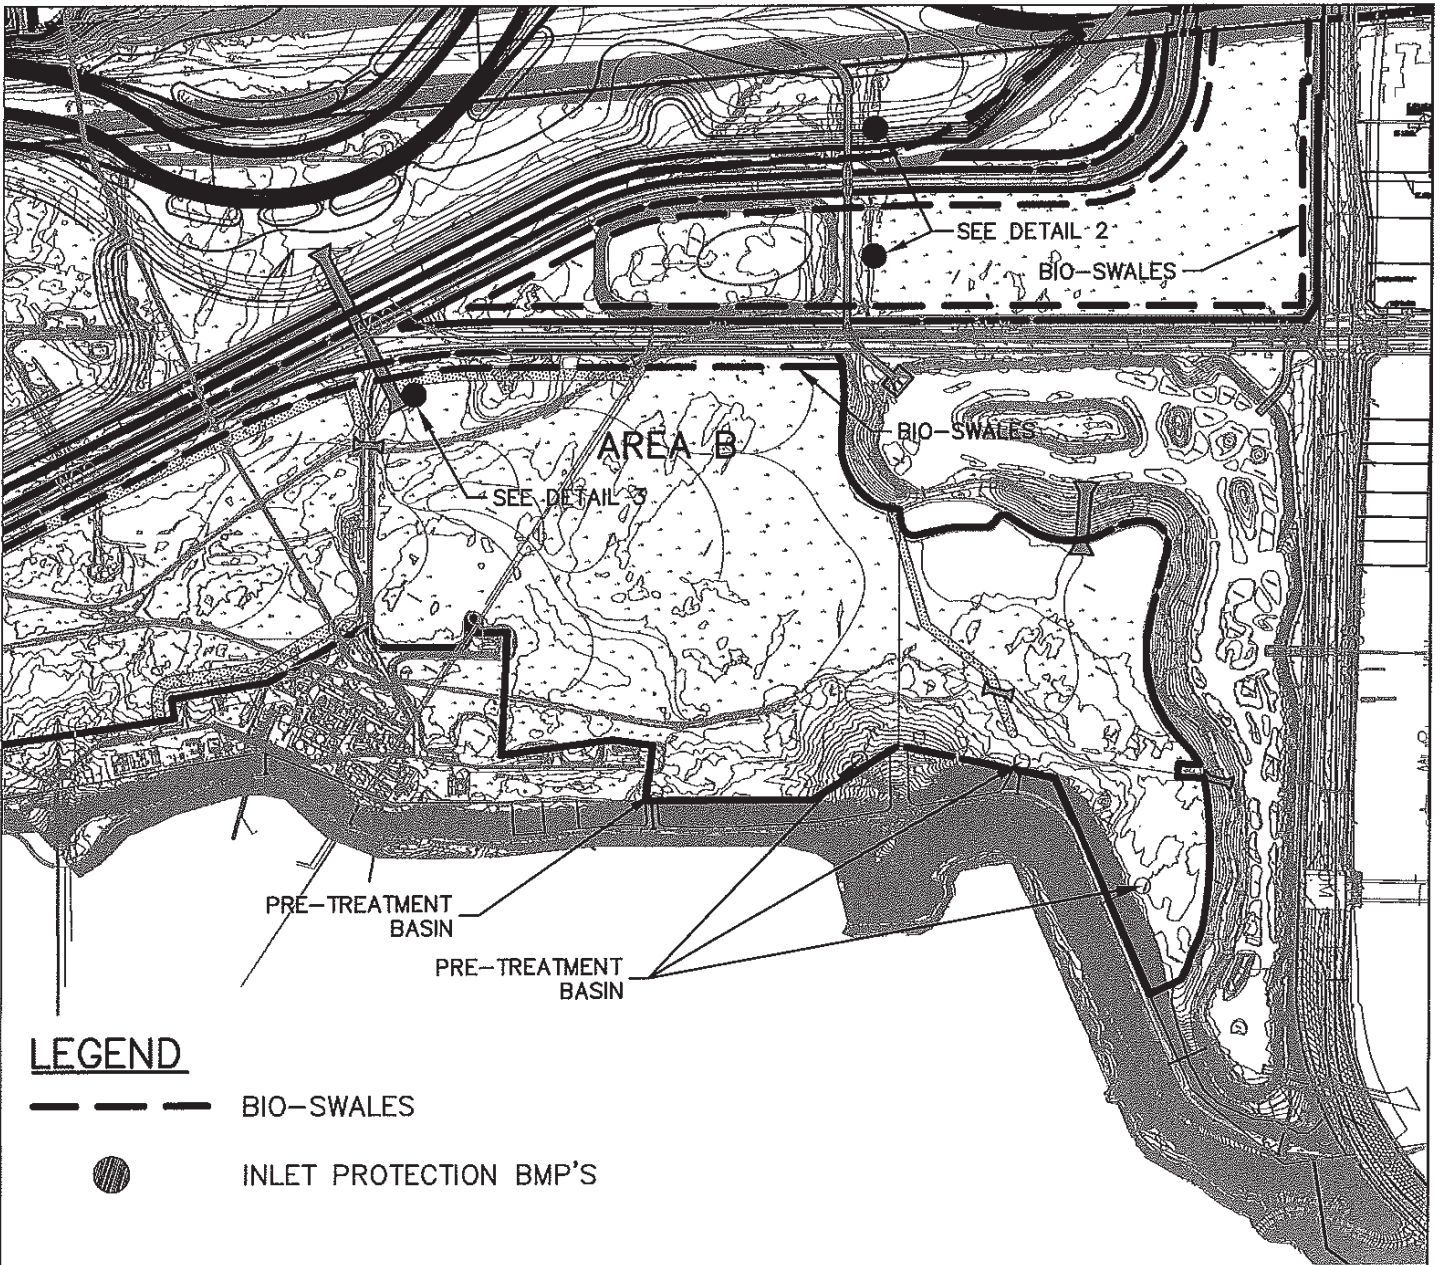 SEE DETAIL 2
BIO-SWALES
BIO-SWALES
AREA B
SEE DETAIL 3
PRE-TREATMENT
BASIN
PRE-TREATMENT
BASIN
LEGEND
BIO-SWALES
INLET PROTECTION BMP'S